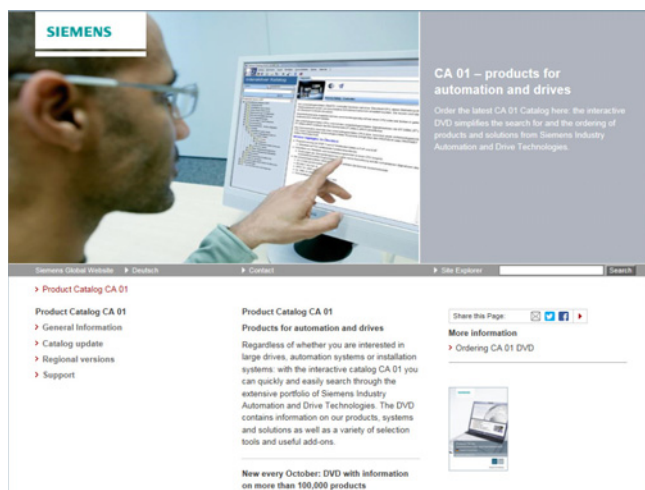 SIEMENS
CA 01 – products for
automation and drives
Order the latest CA 01 Catalog here: the interactive
DVD simplifies the search for and the ordering of
products and solutions from Siemens Industry
Automation and Drive Technologies.
Siemens Global Website
Deutsch
Contact
Site Explorer
Search
Product Catalog CA 01
Product Catalog CA 01
General Information
Catalog update
Regional versions
Support
Product Catalog CA 01
Products for automation and drives
Regardless of whether you are interested in
large drives, automation systems or installation
systems: with the interactive catalog CA 01 you
can quickly and easily search through the
extensive portfolio of Siemens Industry
Automation and Drive Technologies. The DVD
contains information on our products, systems
and solutions as well as a variety of selection
tools and useful add-ons.
New every October: DVD with information
on more than 100,000 products
Share this Page:
More information
Ordering CA 01 DVD